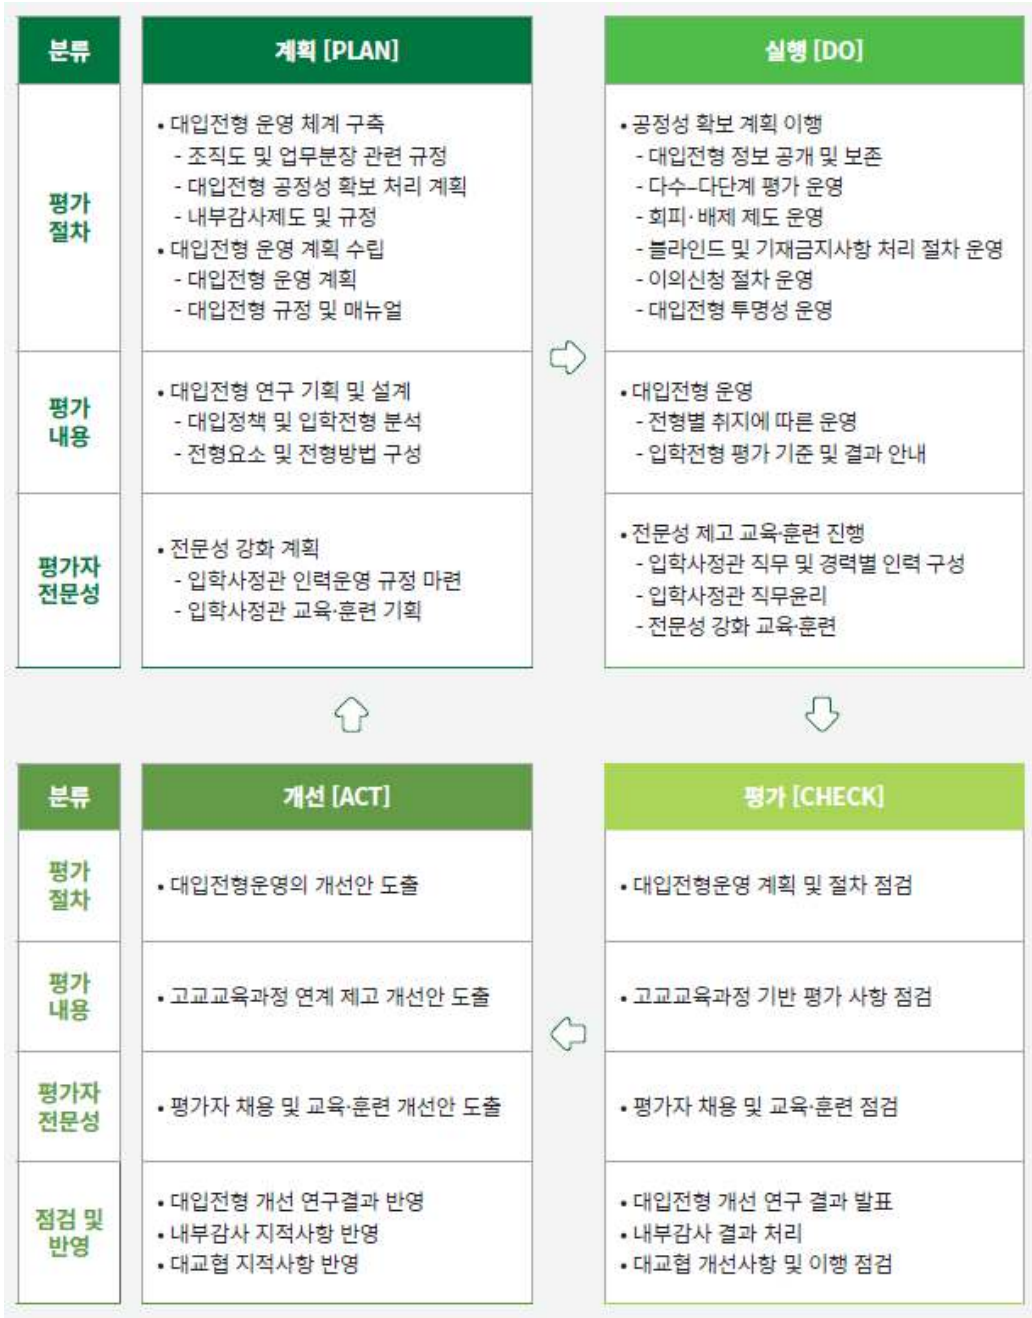 분류
계획 [PLAN]
실행 [DO]
평가
절차
• 대입전형 운영 체계 구축
- 조직도 및 업무분장 관련 규정
- 대입전형 공정성 확보 처리 계획
- 내부감사제도 및 규정
• 대입전형 운영 계획 수립
- 대입전형 운영 계획
- 대입전형 규정 및 매뉴얼
• 공정성 확보 계획 이행
- 대입전형 정보 공개 및 보존
- 다수–다단계 평가 운영
- 회피·배제 제도 운영
- 블라인드 및 기재금지사항 처리 절차 운영
- 이의신청 절차 운영
- 대입전형 투명성 운영
평가
내용
• 대입전형 연구 기획 및 설계
- 대입정책 및 입학전형 분석
- 전형요소 및 전형방법 구성
• 대입전형 운영
- 전형별 취지에 따른 운영
- 입학전형 평가 기준 및 결과 안내
평가자
전문성
• 전문성 강화 계획
- 입학사정관 인력운영 규정 마련
- 입학사정관 교육·훈련 기획
• 전문성 제고 교육·훈련 진행
- 입학사정관 직무 및 경력별 인력 구성
- 입학사정관 직무윤리
- 전문성 강화 교육·훈련
분류
개선 [ACT]
평가 [CHECK]
평가
절차
• 대입전형운영의 개선안 도출
• 대입전형운영 계획 및 절차 점검
평가
내용
• 고교교육과정 연계 제고 개선안 도출
• 고교교육과정 기반 평가 사항 점검
평가자
전문성
• 평가자 채용 및 교육·훈련 개선안 도출
• 평가자 채용 및 교육·훈련 점검
점검 및
반영
• 대입전형 개선 연구결과 반영
• 내부감사 지적사항 반영
• 대교협 지적사항 반영
• 대입전형 개선 연구 결과 발표
• 내부감사 결과 처리
• 대교협 개선사항 및 이행 점검